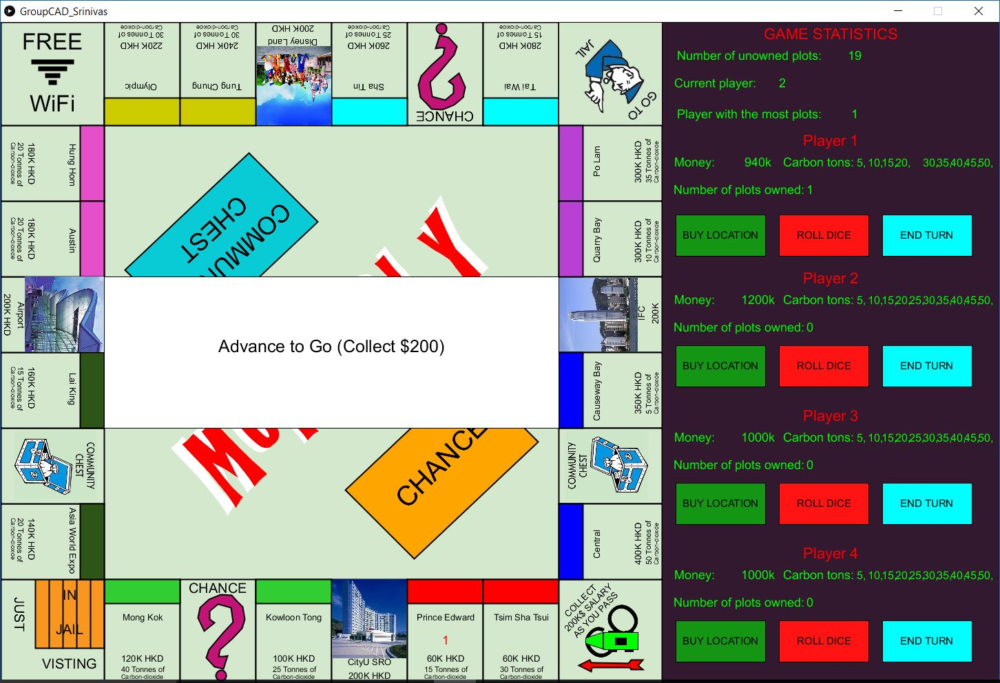 GroupCAD_Srinivas
FREE
WiFi
Olympic
220K HKD
30 Tonnes of
Carbon-dioxide
Tung Chung
240K HKD
30 Tonnes of
Carbon-dioxide
Disney Land
200K HKD
Sha Tin
260K HKD
25 Tonnes of
Carbon-dioxide
CHANCE
Tai Wai
280K HKD
15 Tonnes of
Carbon-dioxide
GO TO
JAIL
Hung Hom
180K HKD
20 Tonnes of
Carbon-dioxide
Austin
180K HKD
20 Tonnes of
Carbon-dioxide
Airport
200K HKD
Lai King
160K HKD
15 Tonnes of
Carbon-dioxide
COMMUNITY
CHEST
Asia World Expo
140K HKD
20 Tonnes of
Carbon-dioxide
COMMUN
CHEST
LY
Advance to Go (Collect $200)
MO
CHANCE
Po Lam
300K HKD
35 Tonnes of
Carbon-dioxide
Quarry Bay
300K HKD
10 Tonnes of
Carbon-dioxide
IFC
200K
Causeway Bay
350K HKD
5 Tonnes of
Carbon-dioxide
COMMUNITY
CHEST
Central
400K HKD
50 Tonnes of
Carbon-dioxide
JUST
IN
JAIL
VISTING
Mong Kok
120K HKD
40 Tonnes of
Carbon-dioxide
CHANCE
Kowloon Tong
100K HKD
25 Tonnes of
Carbon-dioxide
CityU SRO
200K HKD
Prince Edward
1
60K HKD
15 Tonnes of
Carbon-dioxide
Tsim Sha Tsui
60K HKD
30 Tonnes of
Carbon-dioxide
COLLECT
200K$ SALARY
AS YOU PASS
GAME STATISTICS
Number of unowned plots: 19
Current player: 2
Player with the most plots: 1
Player 1
Money: 940k Carbon tons: 5, 10,15,20, 30,35,40,45,50,
Number of plots owned: 1
BUY LOCATION ROLL DICE END TURN
Player 2
Money: 1200k Carbon tons: 5, 10,15,20,25,30,35,40,45,50,
Number of plots owned: 0
BUY LOCATION ROLL DICE END TURN
Player 3
Money: 1000k Carbon tons: 5, 10,15,20,25,30,35,40,45,50,
Number of plots owned: 0
BUY LOCATION ROLL DICE END TURN
Player 4
Money: 1000k Carbon tons: 5, 10,15,20,25,30,35,40,45,50,
Number of plots owned: 0
BUY LOCATION ROLL DICE END TURN